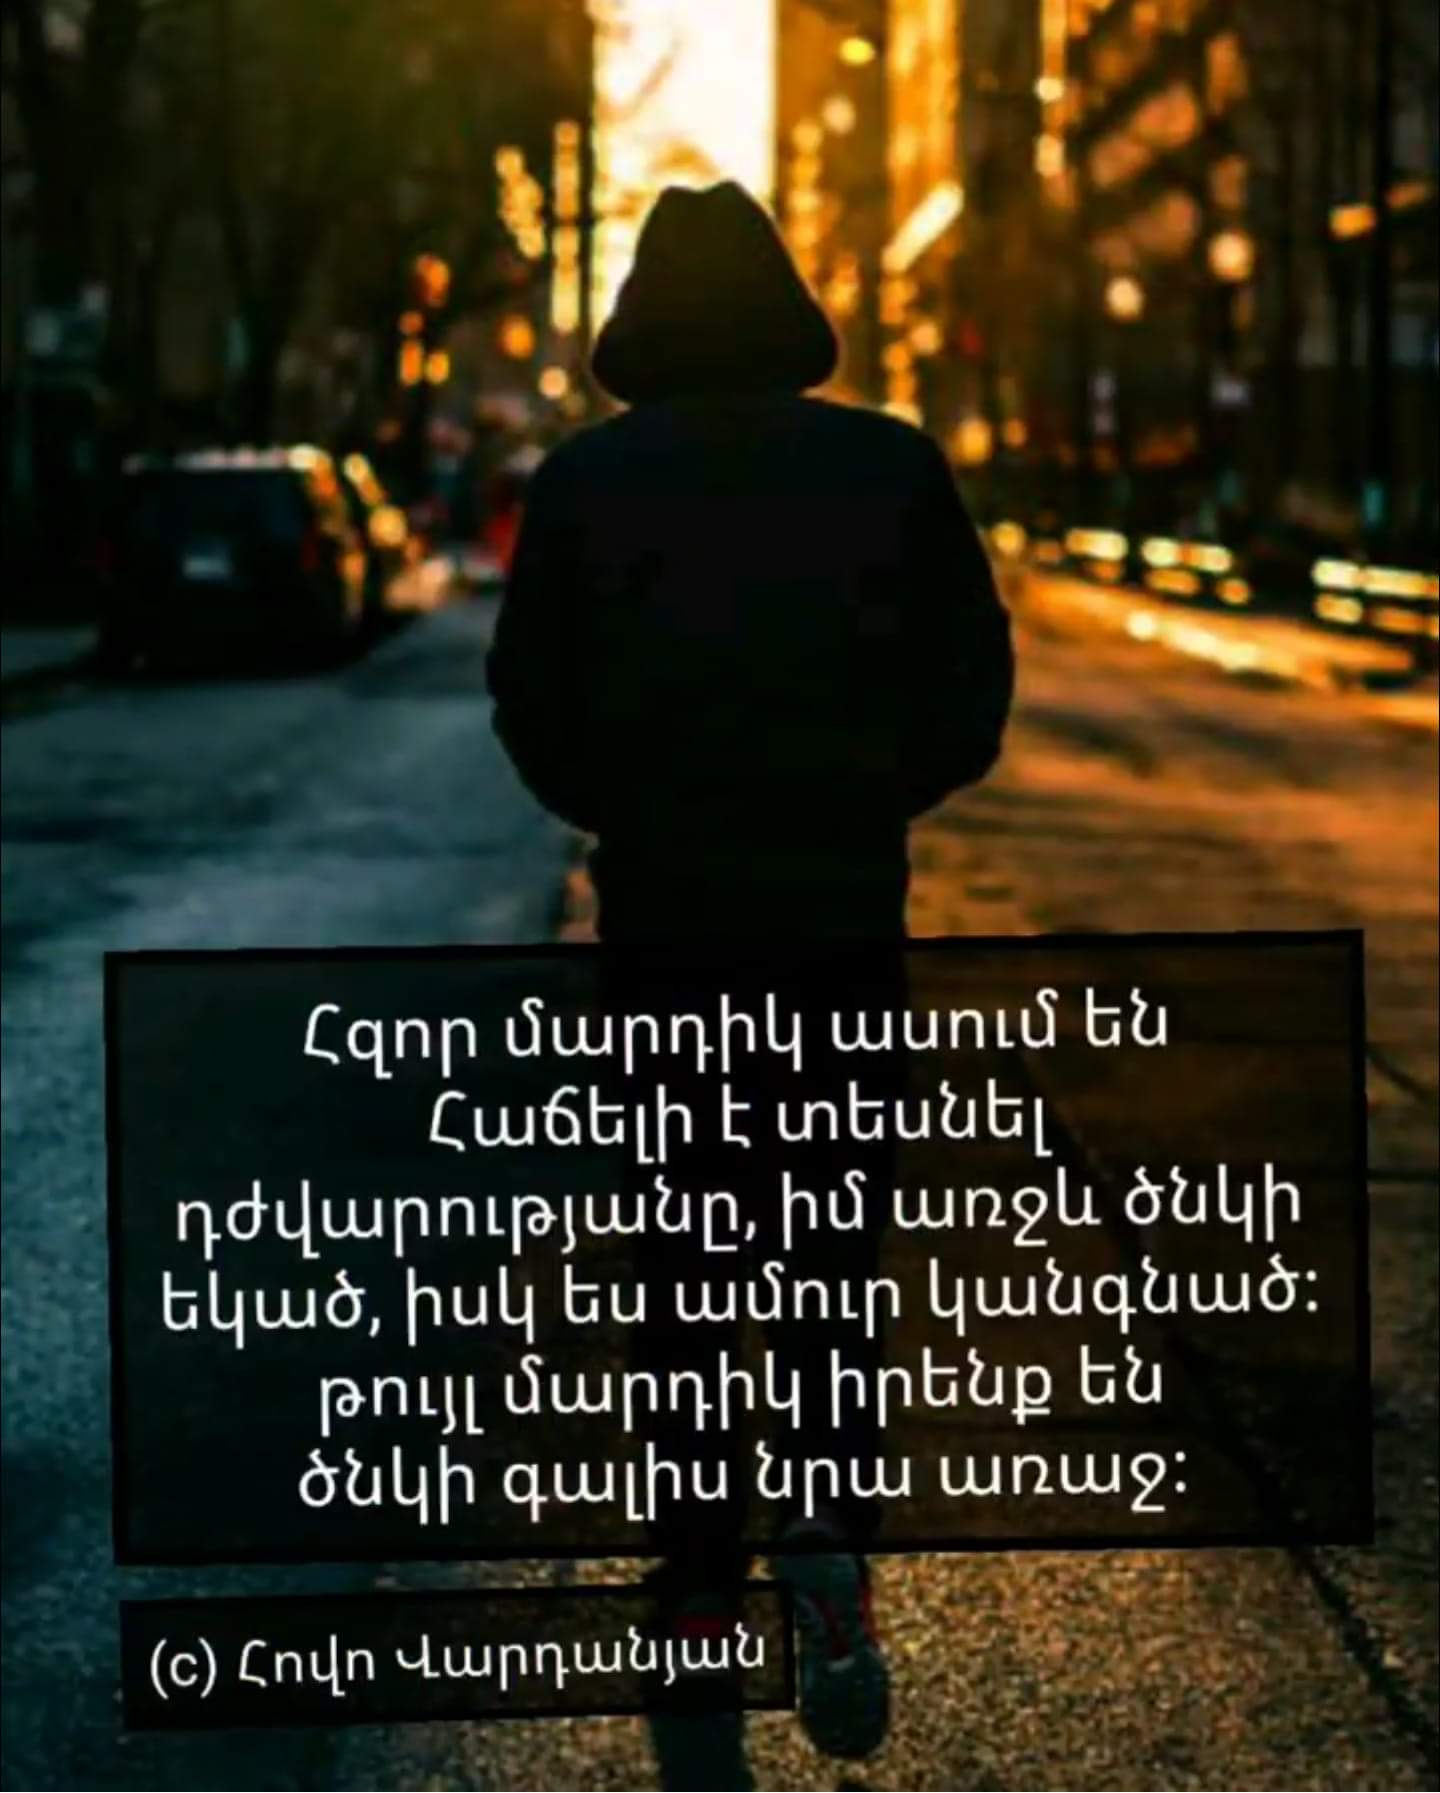 Հզոր մարդիկ ասում են
Հաճելի է տեսնել
դժվարությանը, իմ առջև ծնկի
եկած, իսկ ես ամուր կանգնած:
թույլ մարդիկ իրենք են
ծնկի գալիս նրա առաջ:
(c) Հովո Վարդանյան